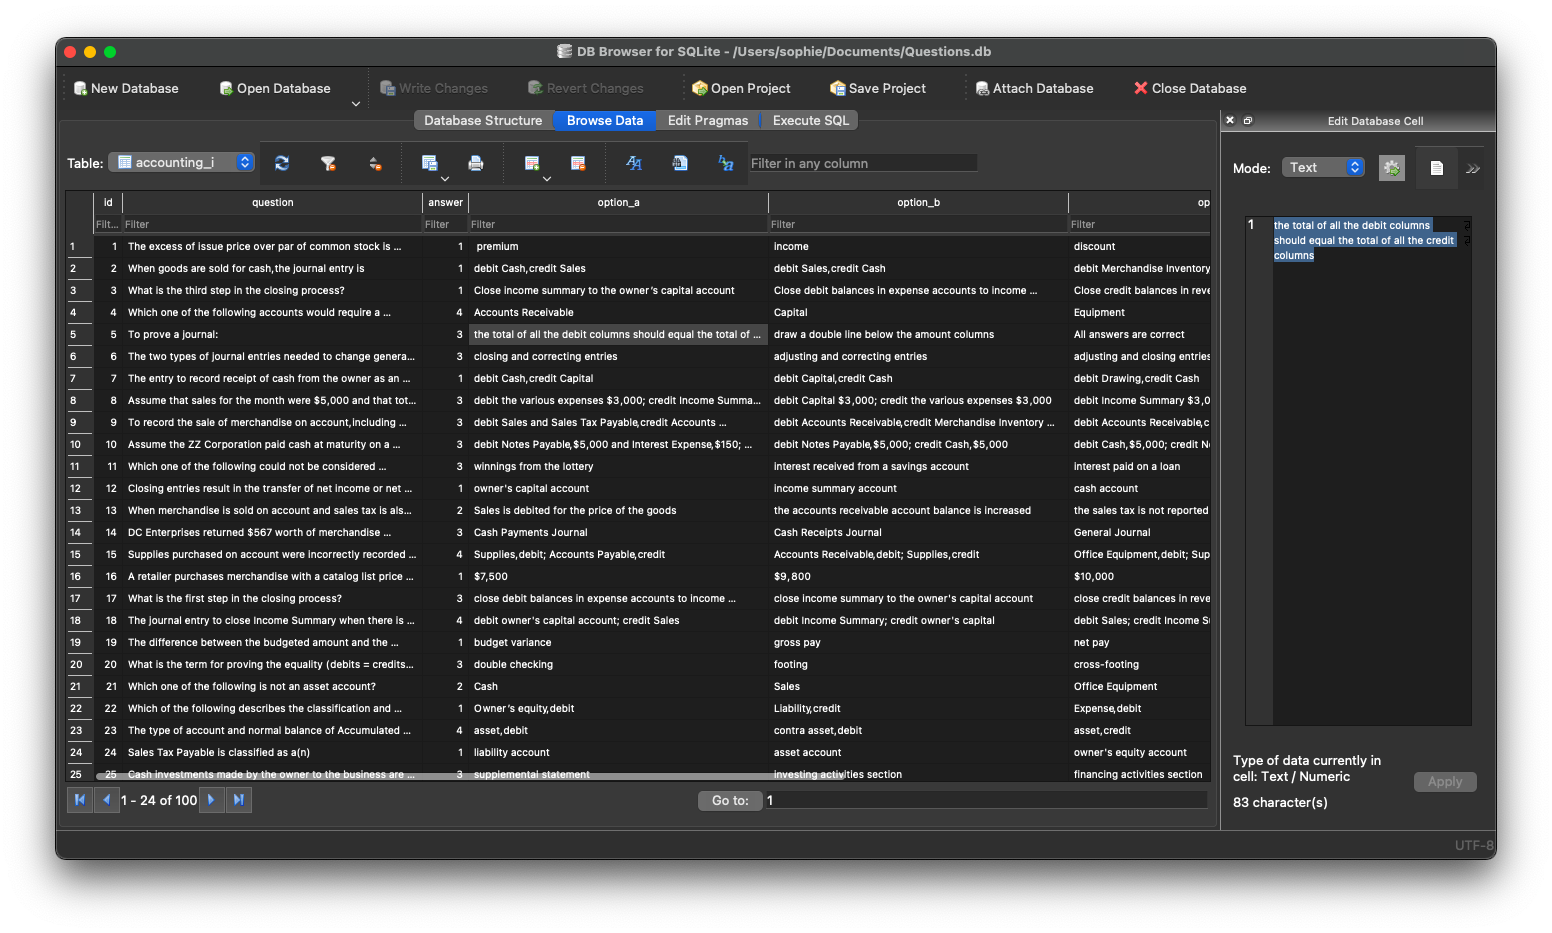 DB Browser for SQLite - /Users/sophie/Documents/Questions.db
New Database Open Database Write Changes Revert Changes Open Project Save Project Attach Database Close Database
Database Structure Browse Data Edit Pragmas Execute SQL
Table: accounting_i Filter in any column
id question answer option_a option_b op
Filt... Filter Filter Filter Filter Filter
1 1 The excess of issue price over par of common stock is ... 1 premium income discount
2 2 When goods are sold for cash,the journal entry is 1 debit Cash,credit Sales debit Sales,credit Cash debit Merchandise Inventory
3 3 What is the third step in the closing process? 1 Close income summary to the owner's capital account Close debit balances in expense accounts to income ... Close credit balances in reve
4 4 Which one of the following accounts would require a ... 4 Accounts Receivable Capital Equipment
5 5 To prove a journal: 3 the total of all the debit columns should equal the total of ... draw a double line below the amount columns All answers are correct
6 6 The two types of journal entries needed to change genera... 3 closing and correcting entries adjusting and correcting entries adjusting and closing entries
7 7 The entry to record receipt of cash from the owner as an ... 1 debit Cash,credit Capital debit Capital,credit Cash debit Drawing,credit Cash
8 8 Assume that sales for the month were $5,000 and that tot... 3 debit the various expenses $3,000; credit Income Summa... debit Capital $3,000; credit the various expenses $3,000 debit Income Summary $3,0
9 9 To record the sale of merchandise on account,including ... 3 debit Sales and Sales Tax Payable,credit Accounts ... debit Accounts Receivable,credit Merchandise Inventory ... debit Accounts Receivable,c
10 10 Assume the ZZ Corporation paid cash at maturity on a ... 3 debit Notes Payable,$5,000 and Interest Expense,$150; ... debit Notes Payable,$5,000; credit Cash,$5,000 debit Cash,$5,000; credit N
11 11 Which one of the following could not be considered ... 3 winnings from the lottery interest received from a savings account interest paid on a loan
12 12 Closing entries result in the transfer of net income or net ... 1 owner's capital account income summary account cash account
13 13 When merchandise is sold on account and sales tax is als... 2 Sales is debited for the price of the goods the accounts receivable account balance is increased the sales tax is not reported
14 14 DC Enterprises returned $567 worth of merchandise ... 3 Cash Payments Journal Cash Receipts Journal General Journal
15 15 Supplies purchased on account were incorrectly recorded ... 4 Supplies,debit; Accounts Payable,credit Accounts Receivable,debit; Supplies,credit Office Equipment,debit; Sup
16 16 A retailer purchases merchandise with a catalog list price ... 1 $7,500 $9,800 $10,000
17 17 What is the first step in the closing process? 3 close debit balances in expense accounts to income ... close income summary to the owner's capital account close credit balances in reve
18 18 The journal entry to close Income Summary when there is ... 4 debit owner's capital account; credit Sales debit Income Summary; credit owner's capital debit Sales; credit Income S
19 19 The difference between the budgeted amount and the ... 1 budget variance gross pay net pay
20 20 What is the term for proving the equality (debits = credits... 3 double checking footing cross-footing
21 21 Which one of the following is not an asset account? 2 Cash Sales Office Equipment
22 22 Which of the following describes the classification and ... 1 Owner's equity,debit Liability,credit Expense,debit
23 23 The type of account and normal balance of Accumulated ... 4 asset,debit contra asset,debit asset,credit
24 24 Sales Tax Payable is classified as a(n) 1 liability account asset account owner's equity account
25 25 Cash investments made by the owner to the business are ... 3 supplemental statement investing activities section financing activities section
1 - 24 of 100 Go to: 1
Edit Database Cell
Mode: Text
1 the total of all the debit columns
should equal the total of all the credit
columns
Type of data currently in
cell: Text / Numeric
Apply
83 character(s)
UTF-8